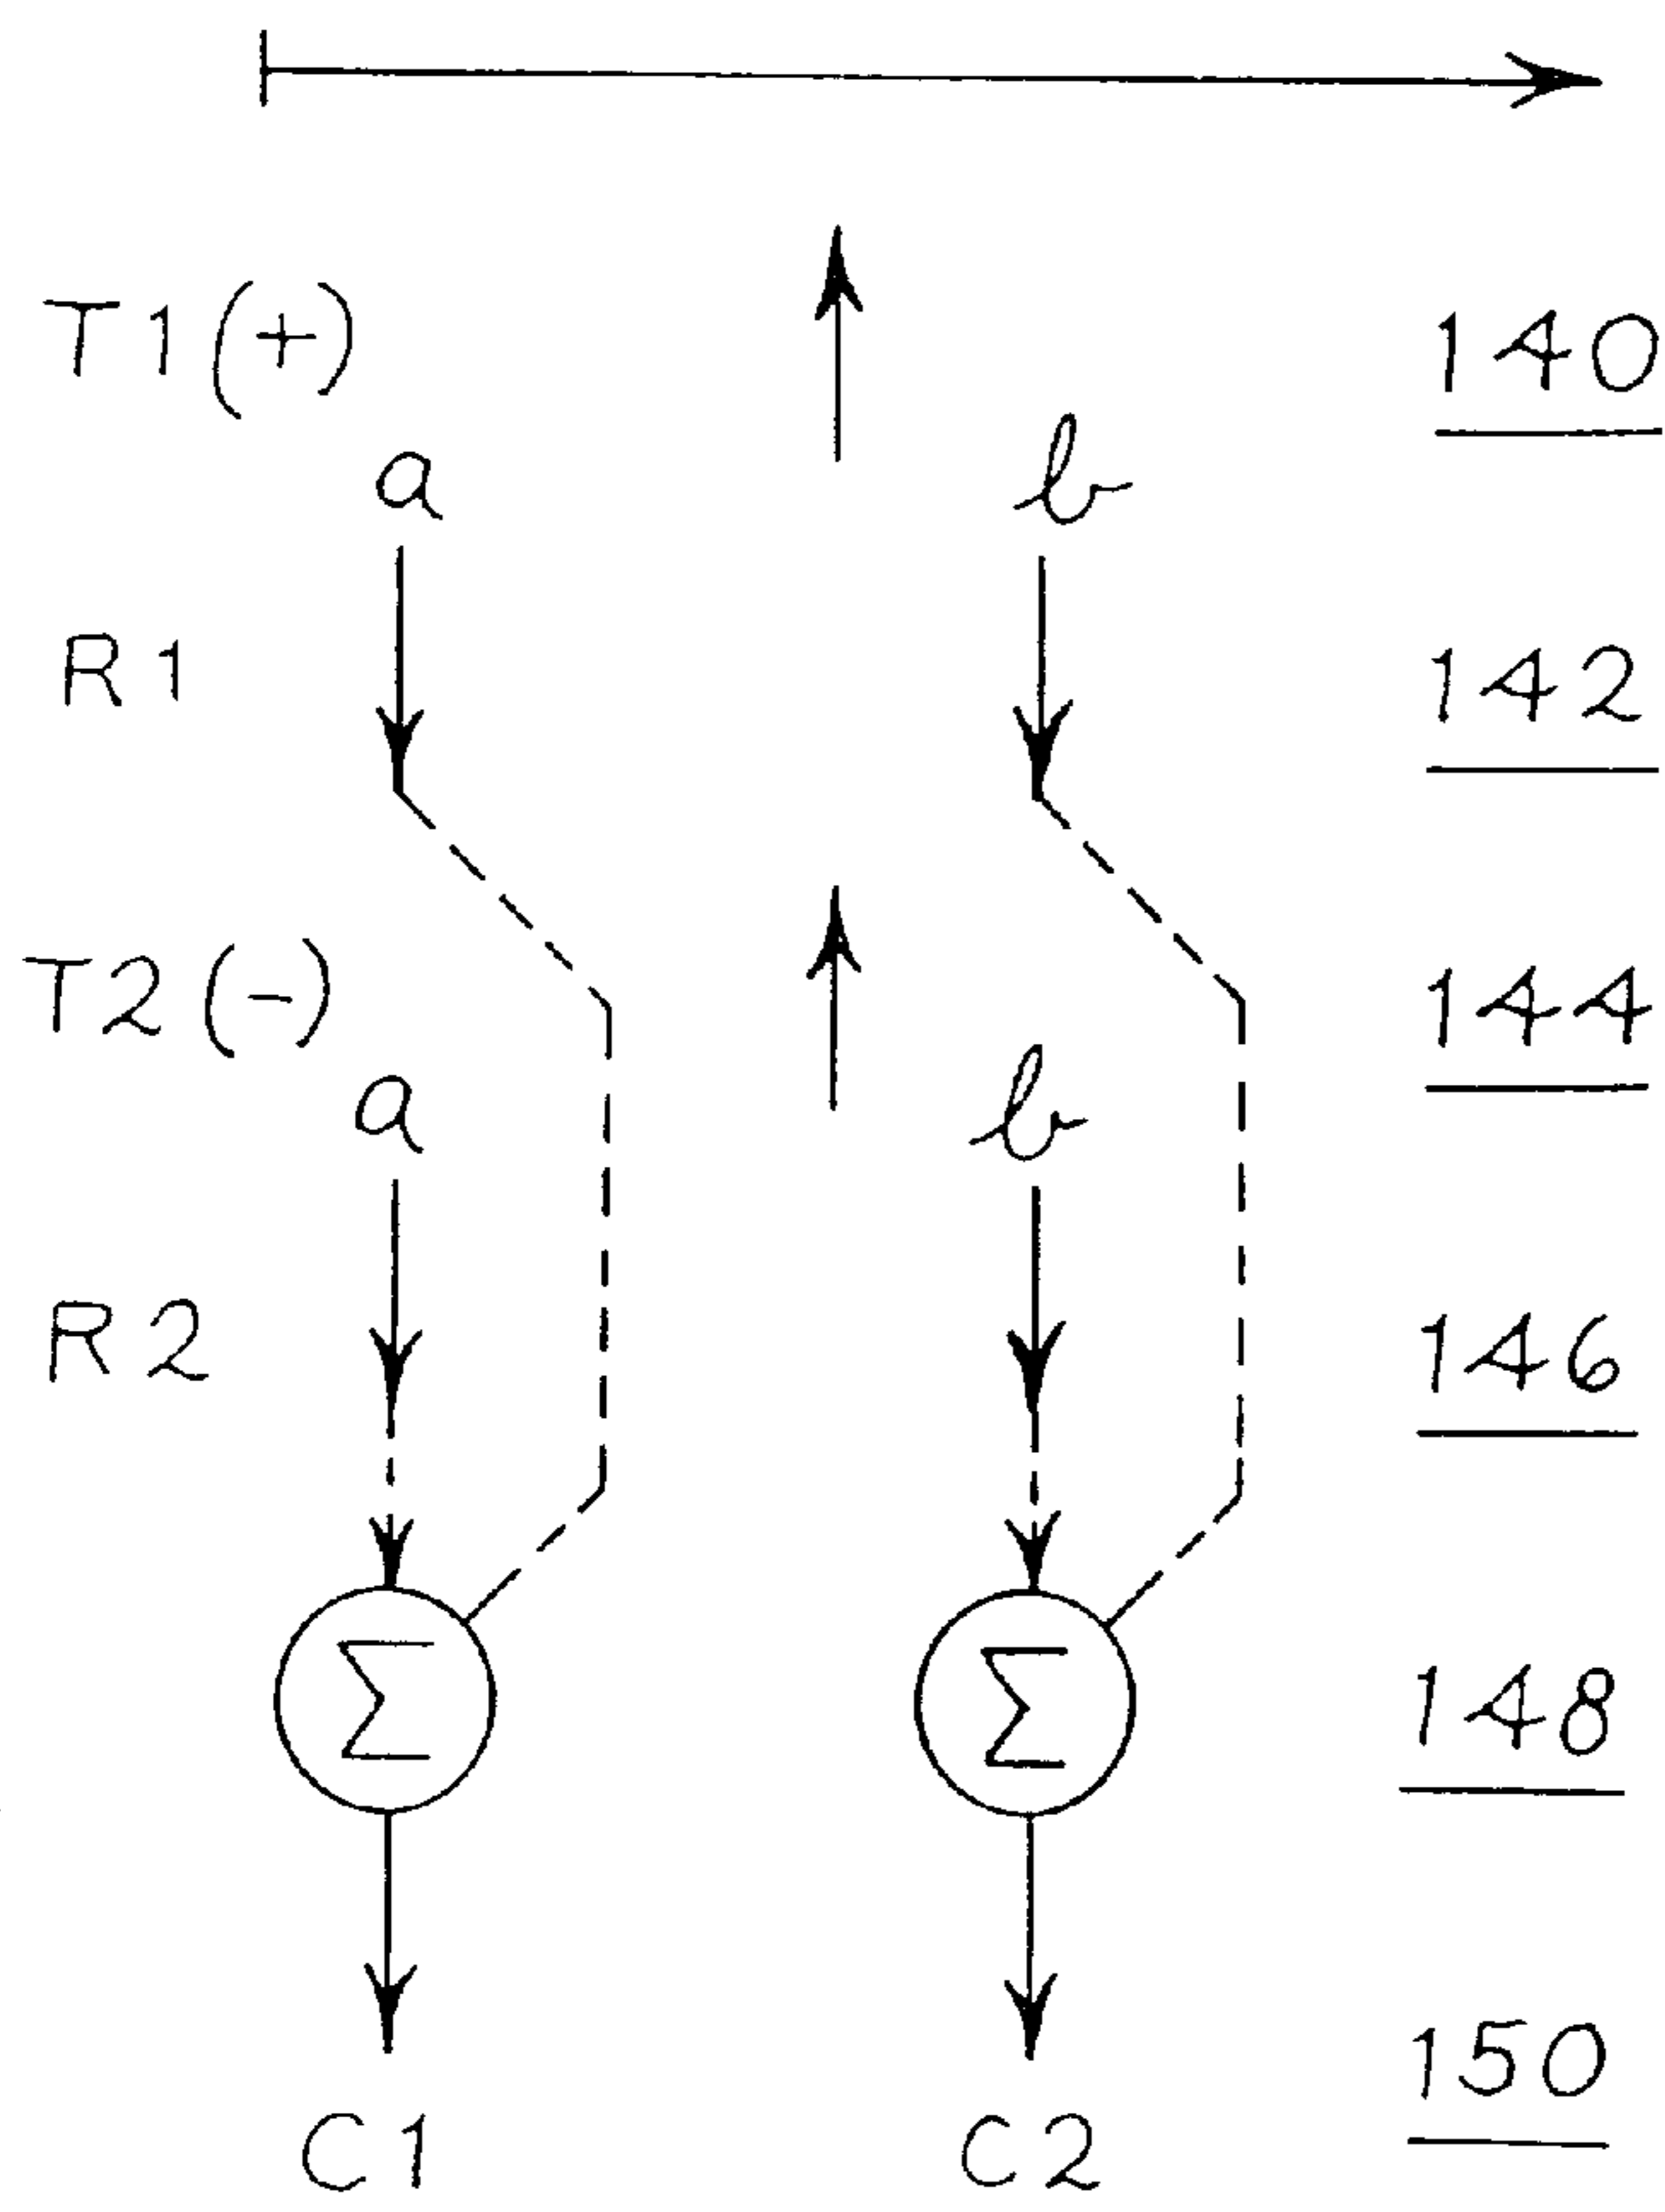 T1(+) 140
a b
R1 142
T2(-) 144
a b
R2 146
Σ Σ 148
150
C1 C2